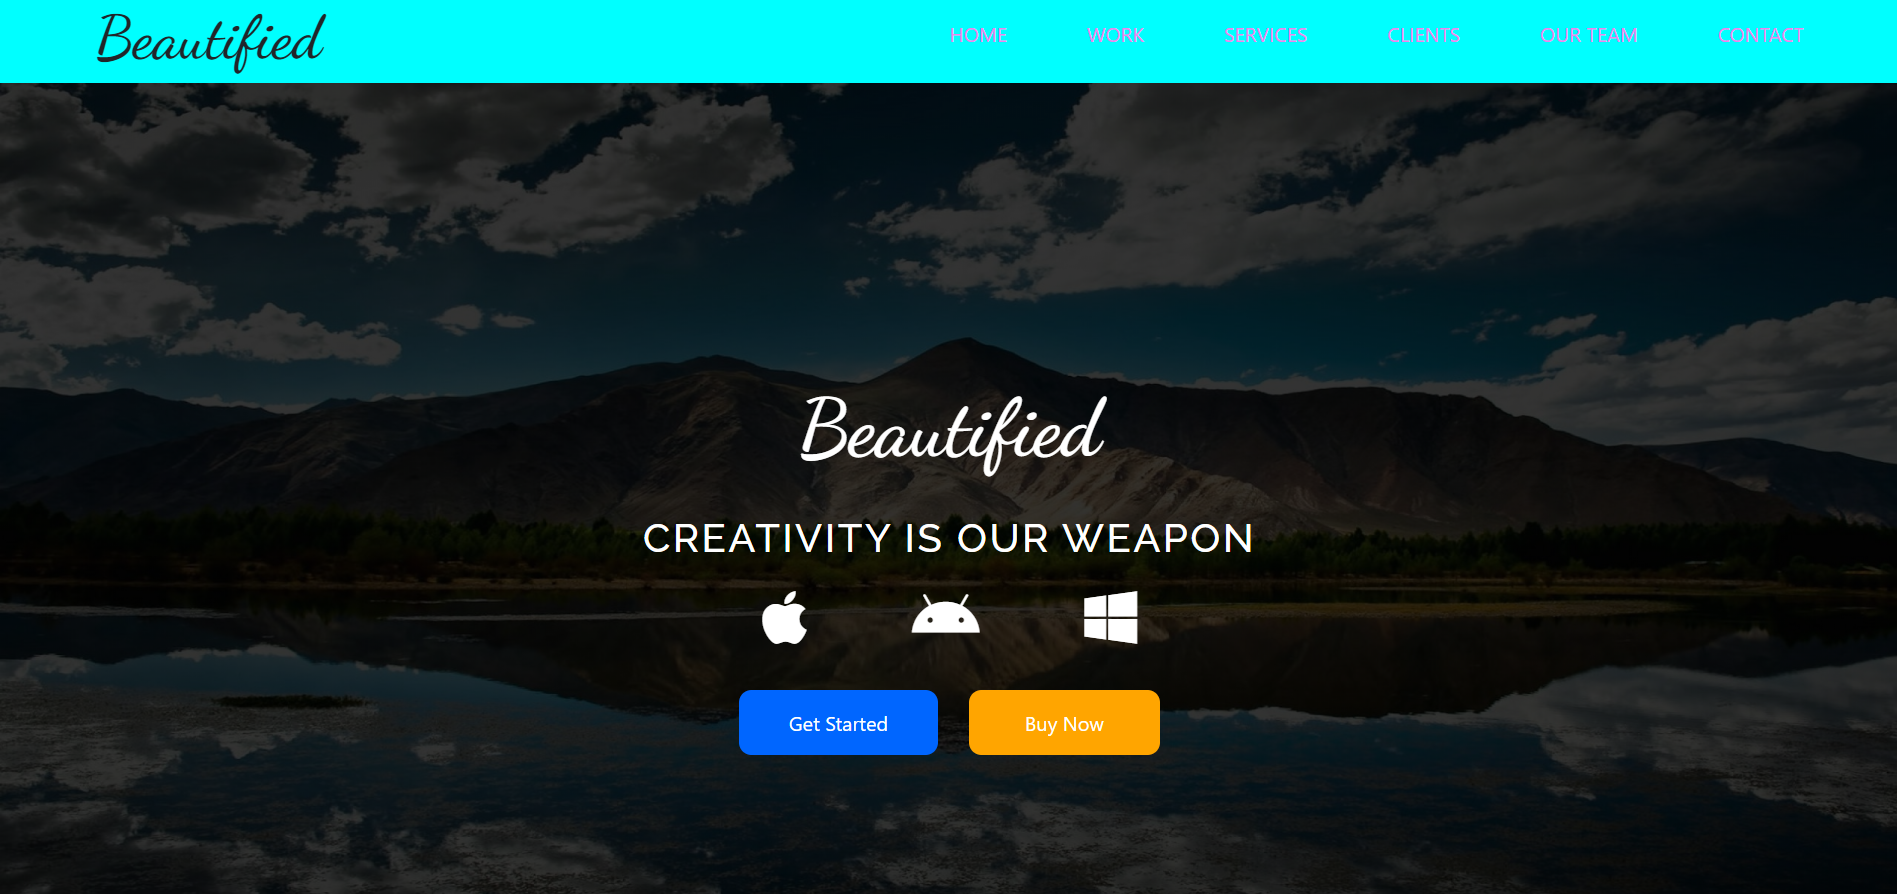 Beautified
HOME WORK SERVICES CLIENTS OUR TEAM CONTACT
Beautified
CREATIVITY IS OUR WEAPON
Get Started Buy Now